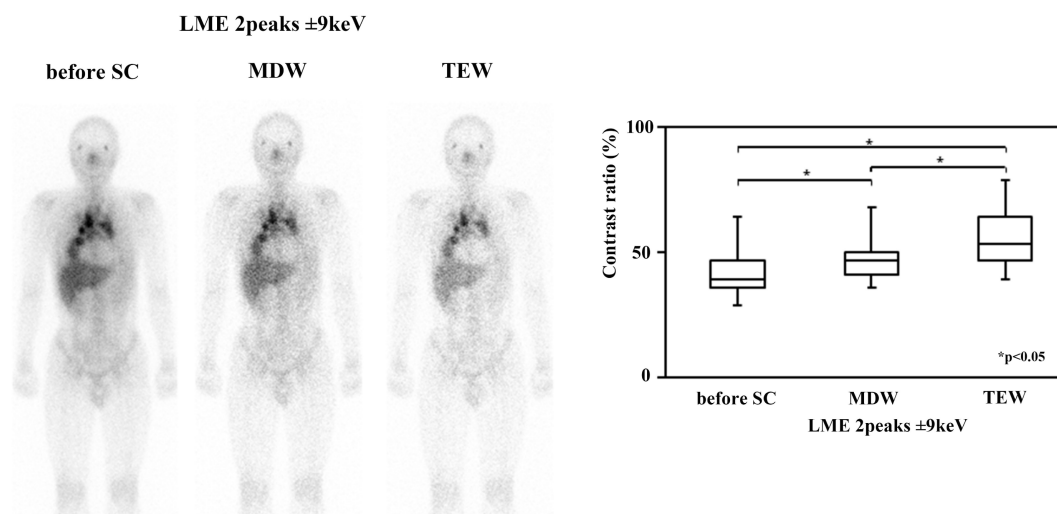 LME 2peaks ±9keV
before SC
MDW
TEW
100
50
0
Contrast ratio (%)
*
*
*
*p<0.05
before SC
MDW
TEW
LME 2peaks ±9keV